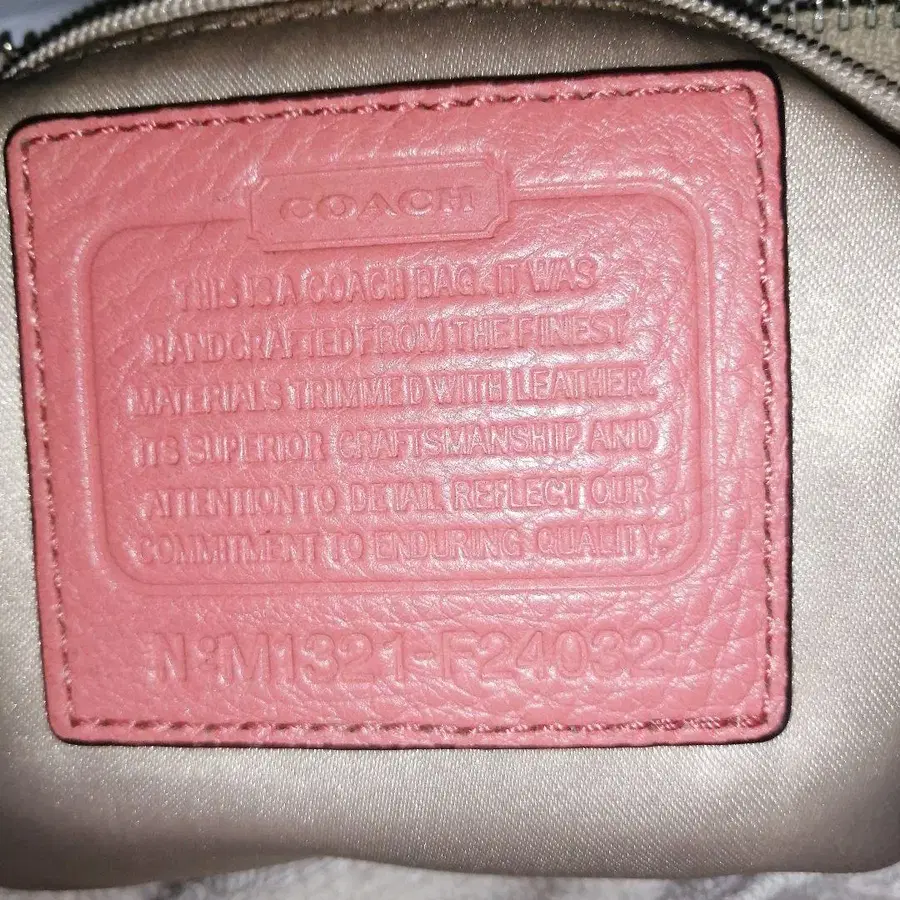 COACH
THIS IS A COACH BAG. IT WAS
HANDCRAFTED FROM THE FINEST
MATERIALS TRIMMED WITH LEATHER.
ITS SUPERIOR CRAFTSMANSHIP AND
ATTENTION TO DETAIL REFLECT OUR
COMMITMENT TO ENDURING QUALITY.
Nº M1321-F24032